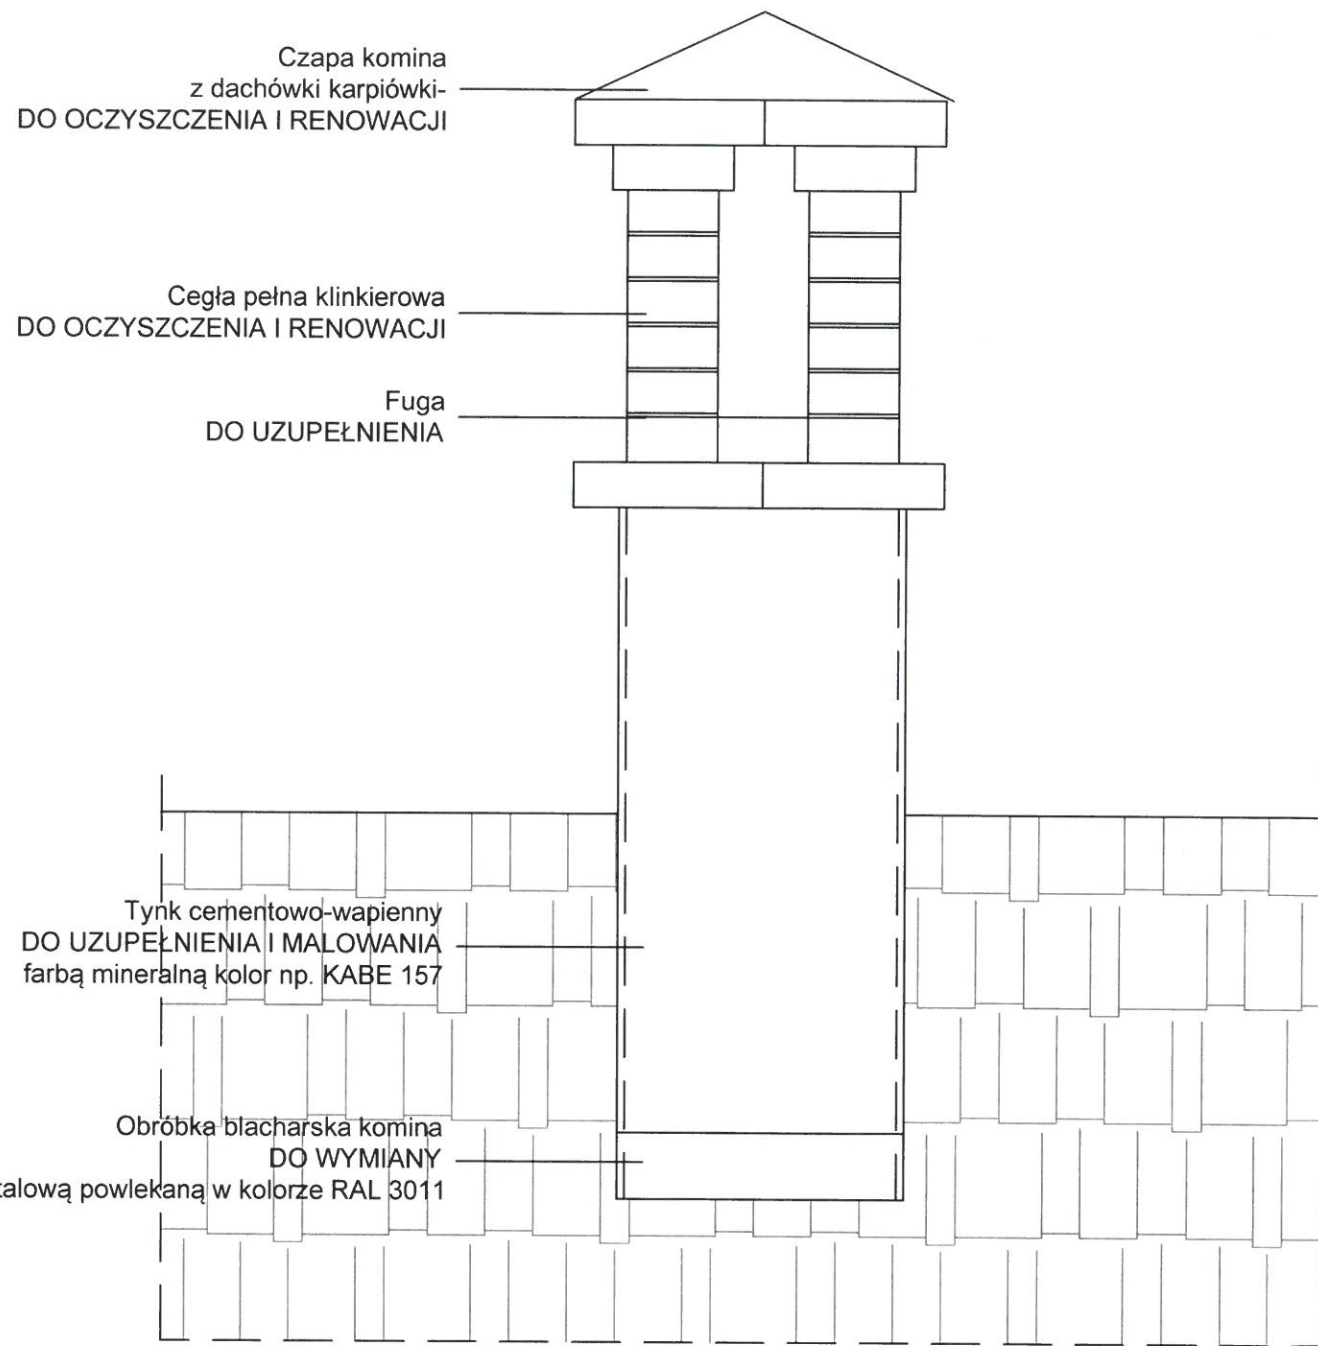 Czapa komina
z dachówki karpiówki-
DO OCZYSZCZENIA I RENOWACJI
Cegła pełna klinkierowa
DO OCZYSZCZENIA I RENOWACJI
Fuga
DO UZUPEŁNIENIA
Tynk cementowo-wapienny
DO UZUPEŁNIENIA I MALOWANIA
farbą mineralną kolor np. KABE 157
Obróbka blacharska komina
DO WYMIANY
powlekaną w kolorze RAL 3011